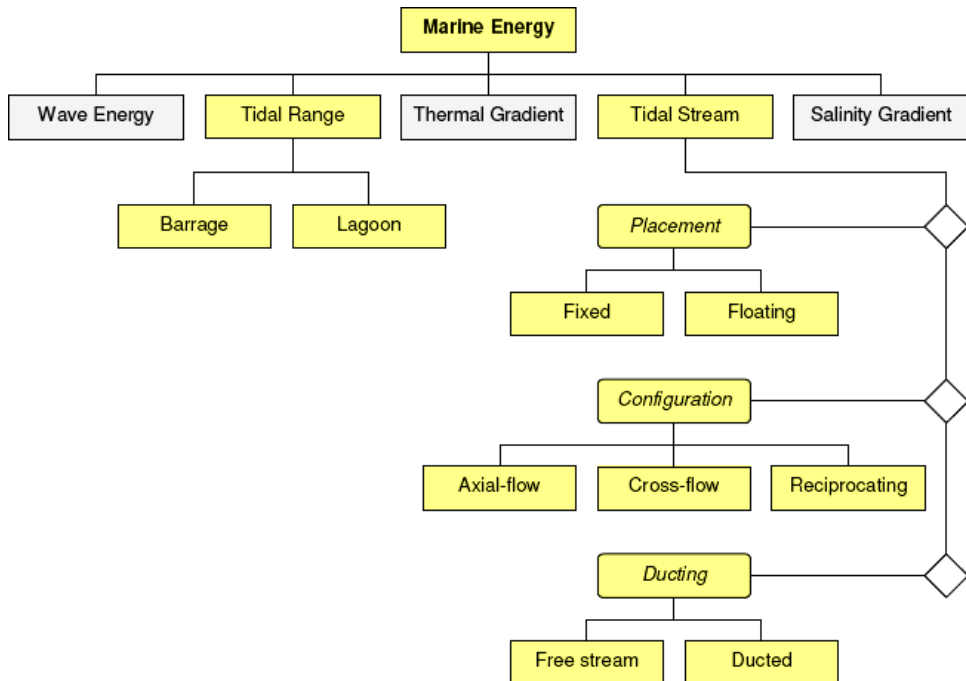 Marine Energy
Wave Energy
Tidal Range
Thermal Gradient
Tidal Stream
Salinity Gradient
Barrage
Lagoon
Placement
Fixed
Floating
Configuration
Axial-flow
Cross-flow
Reciprocating
Ducting
Free stream
Ducted